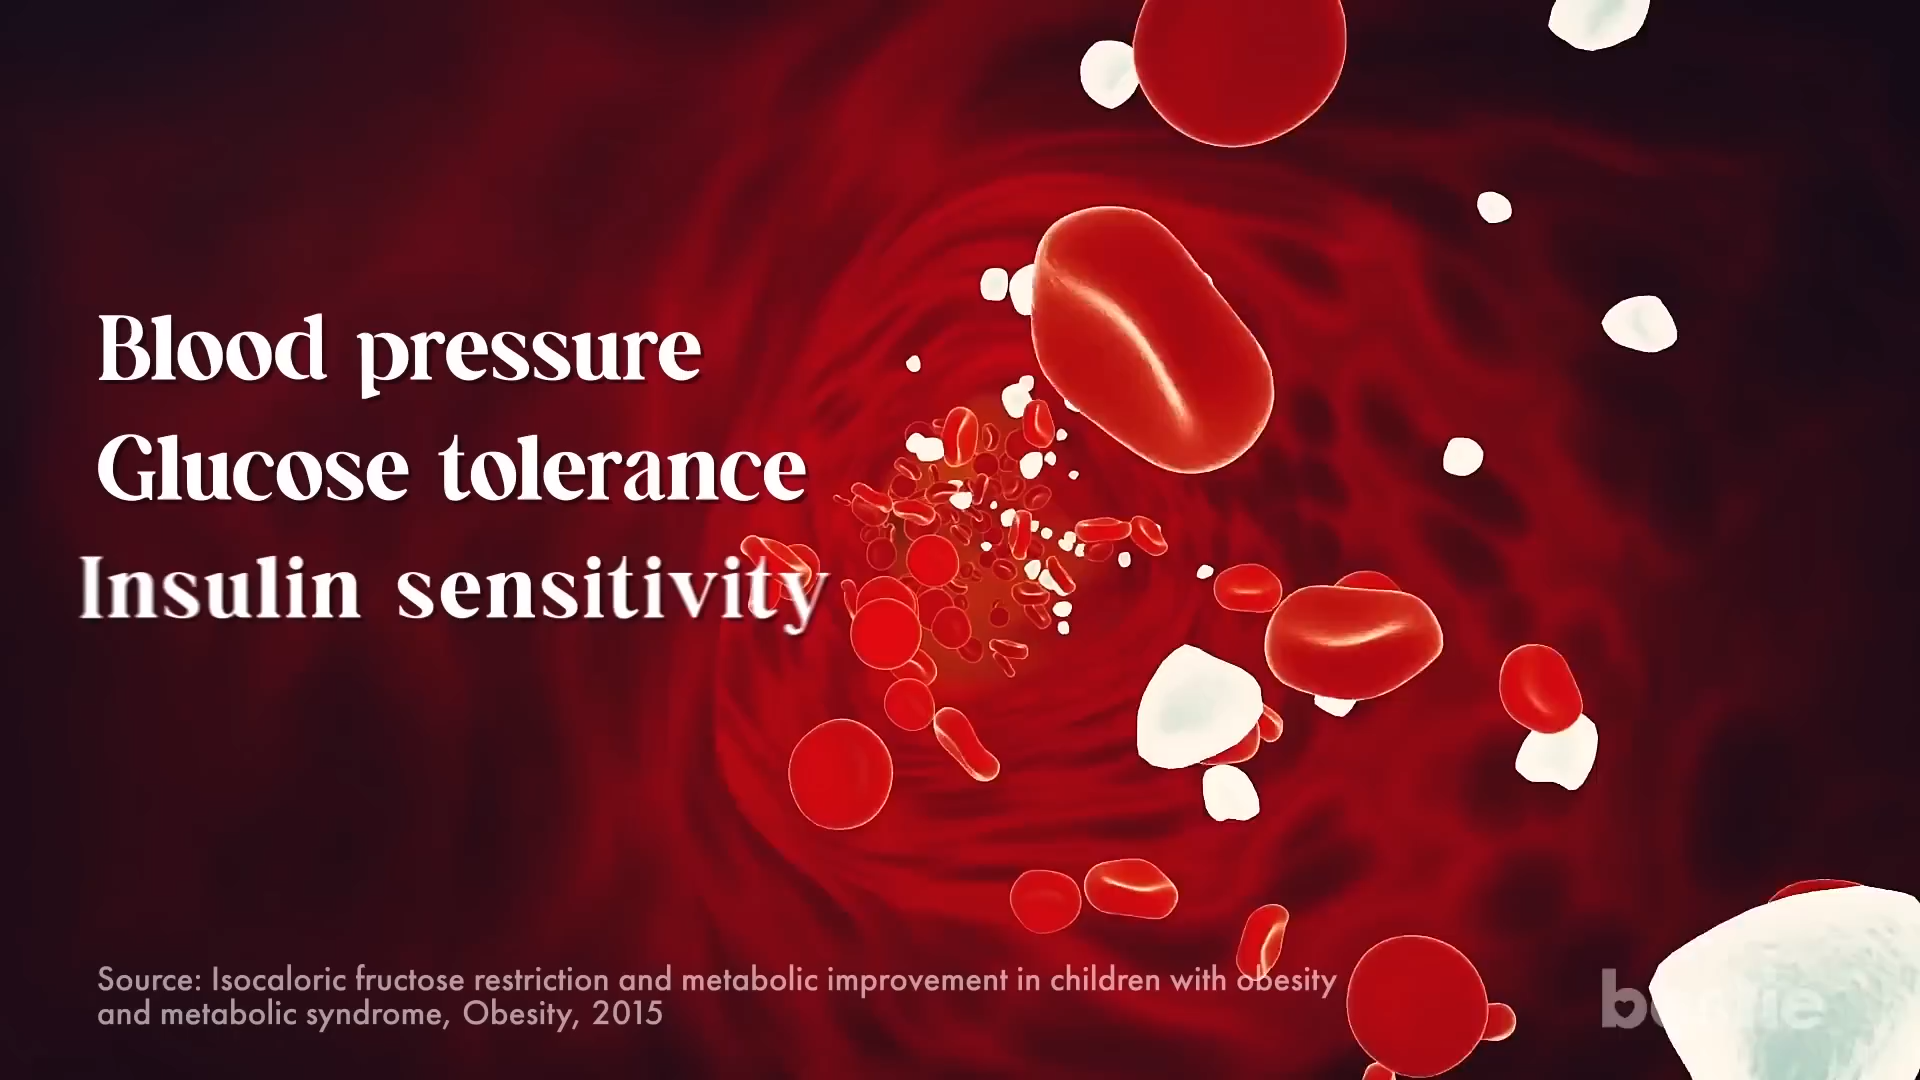 Blood pressure
Glucose tolerance
Insulin sensitivity
Source: Isocaloric fructose restriction and metabolic improvement in children with obesity
and metabolic syndrome, Obesity, 2015